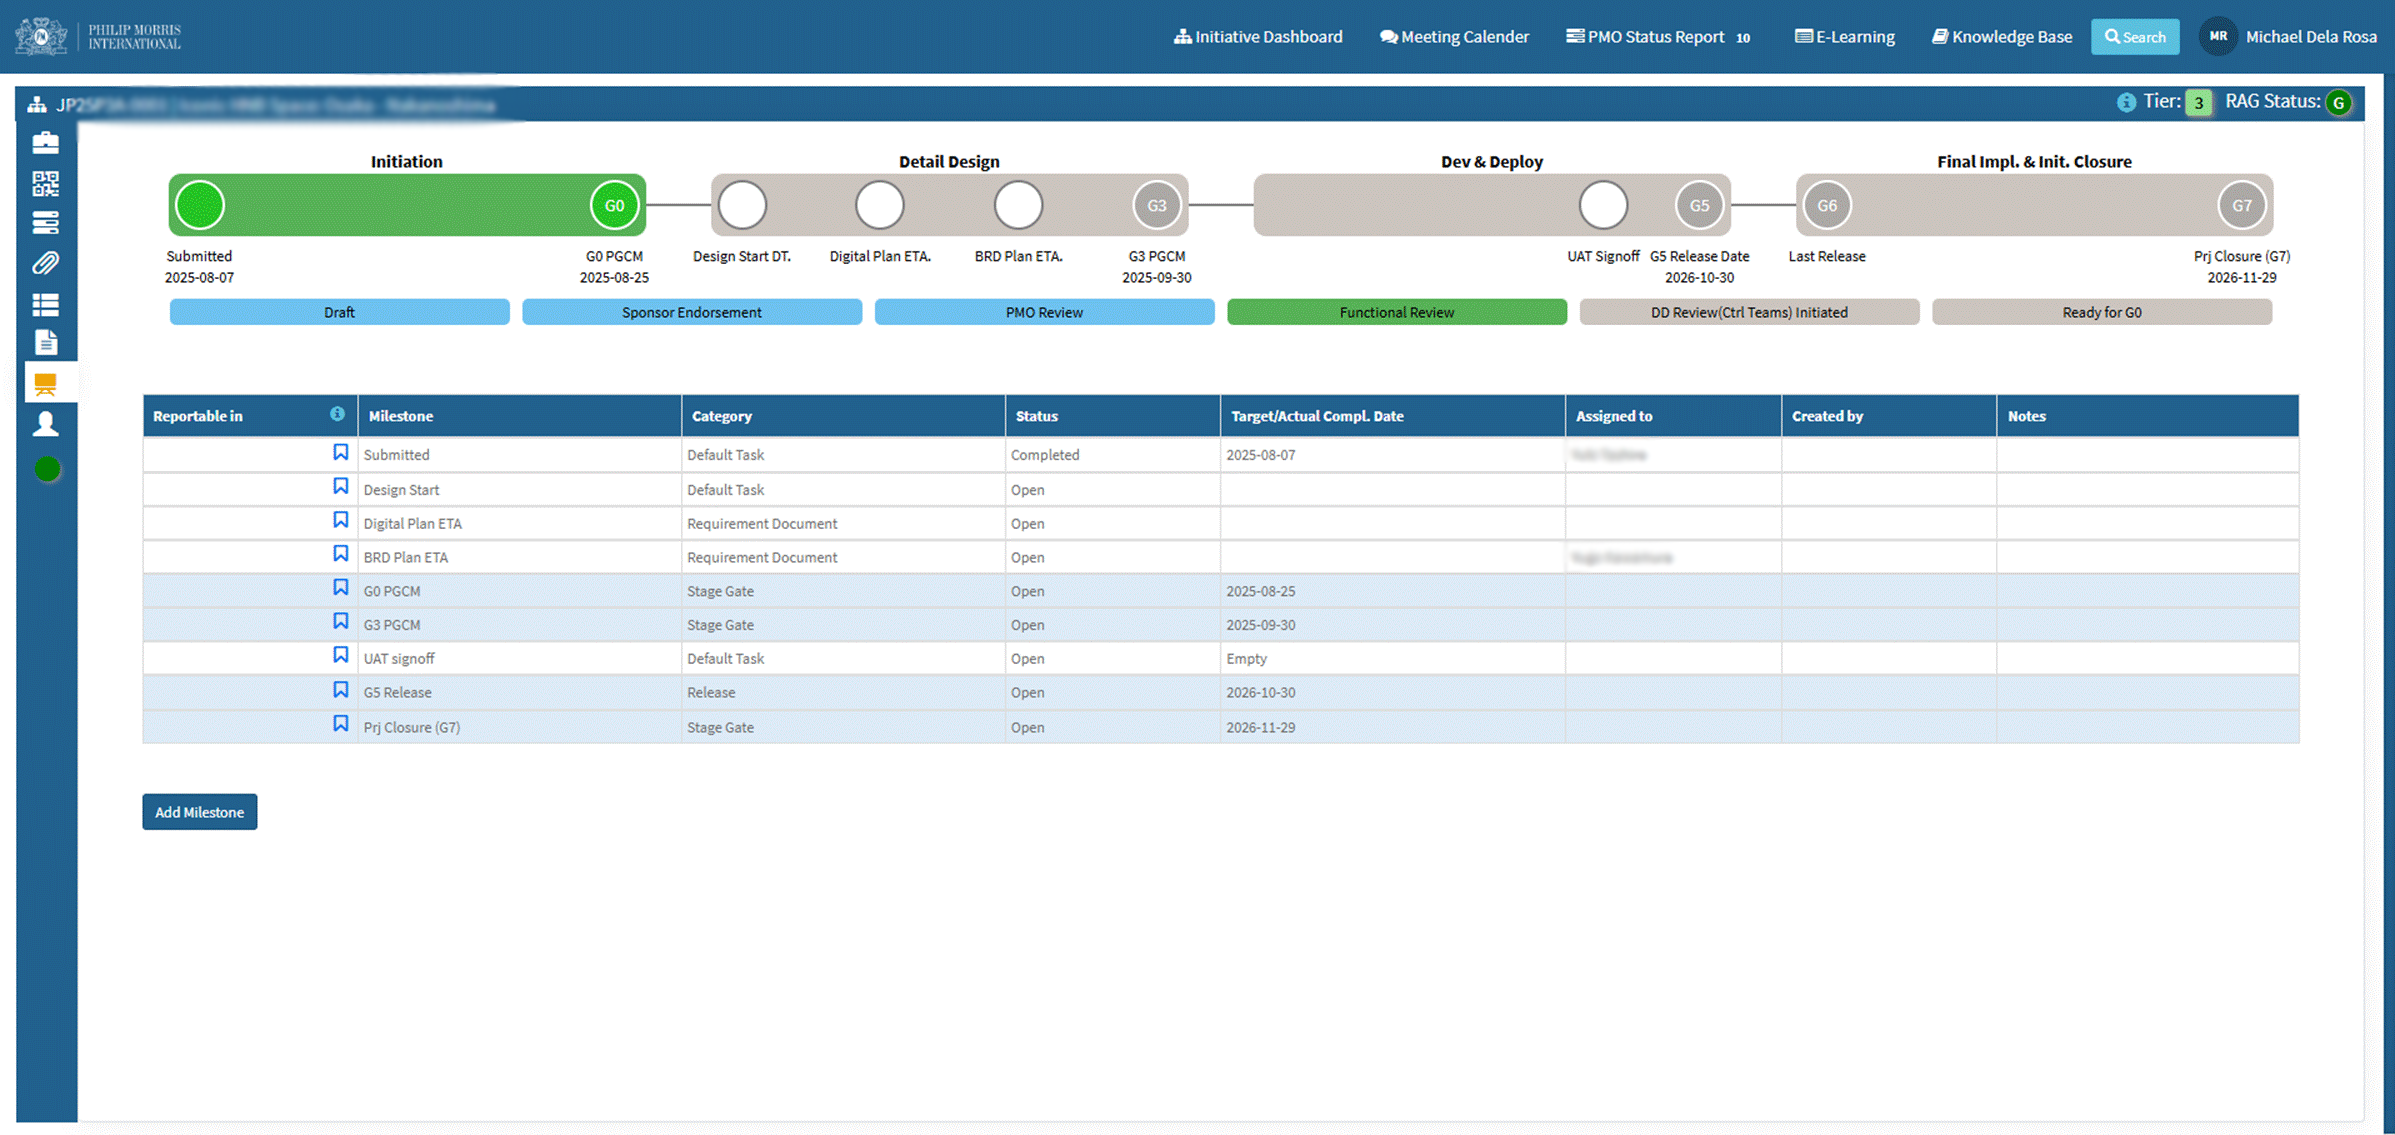 PHILIP MORRIS
INTERNATIONAL
Initiative Dashboard
Meeting Calender
PMO Status Report 10
E-Learning
Knowledge Base
Search
MR
Michael Dela Rosa
Tier: 3 RAG Status: G
Initiation
Detail Design
Dev & Deploy
Final Impl. & Init. Closure
G0
G3
G5
G6
G7
Submitted
2025-08-07
G0 PGCM
2025-08-25
Design Start DT.
Digital Plan ETA.
BRD Plan ETA.
G3 PGCM
2025-09-30
UAT Signoff
G5 Release Date
2026-10-30
Last Release
Prj Closure (G7)
2026-11-29
Draft
Sponsor Endorsement
PMO Review
Functional Review
DD Review(Ctrl Teams) Initiated
Ready for G0
Reportable in Milestone Category Status Target/Actual Compl. Date Assigned to Created by Notes
Submitted Default Task Completed 2025-08-07
Design Start Default Task Open
Digital Plan ETA Requirement Document Open
BRD Plan ETA Requirement Document Open
G0 PGCM Stage Gate Open 2025-08-25
G3 PGCM Stage Gate Open 2025-09-30
UAT signoff Default Task Open Empty
G5 Release Release Open 2026-10-30
Prj Closure (G7) Stage Gate Open 2026-11-29
Add Milestone